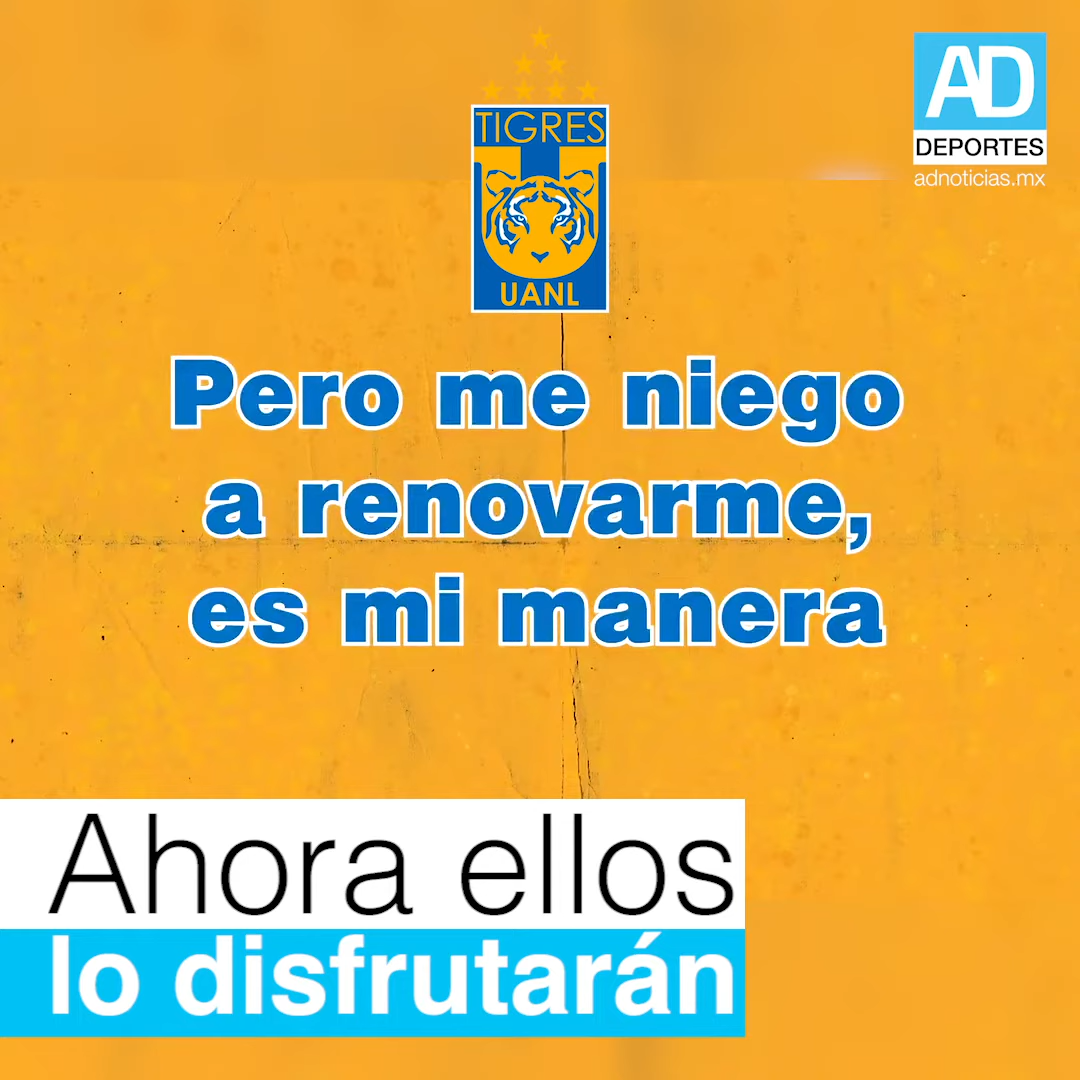 TIGRES
UANL
AD
DEPORTES
adnoticias.mx
Pero me niego
a renovarme,
es mi manera
Ahora ellos
lo disfrutarán